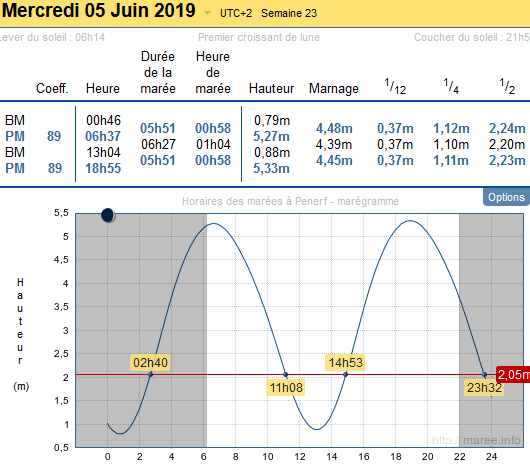 Mercredi 05 Juin 2019 UTC+2 Semaine 23
Lever du soleil : 06h14 Premier croissant de lune Coucher du soleil : 21h5
Durée Heure
de la de
Coeff. Heure marée marée Hauteur Marnage 1/12 1/4 1/2
BM 00h46 0,79m
05h51 00h58 4,48m 0,37m 1,12m 2,24m
PM 89 06h37 5,27m
06h27 01h04 4,39m 0,37m 1,10m 2,20m
BM 13h04 0,88m
05h51 00h58 4,45m 0,37m 1,11m 2,23m
PM 89 18h55 5,33m
Options
Horaires des marées à Penerf - marégramme
5,5
5
4,5
4
3,5
3
2,5
2
1,5
1
0,5
Hauteur
(m)
02h40
11h08
14h53
23h32
2,05m
http://maree.info
0 2 4 6 8 10 12 14 16 18 20 22 24